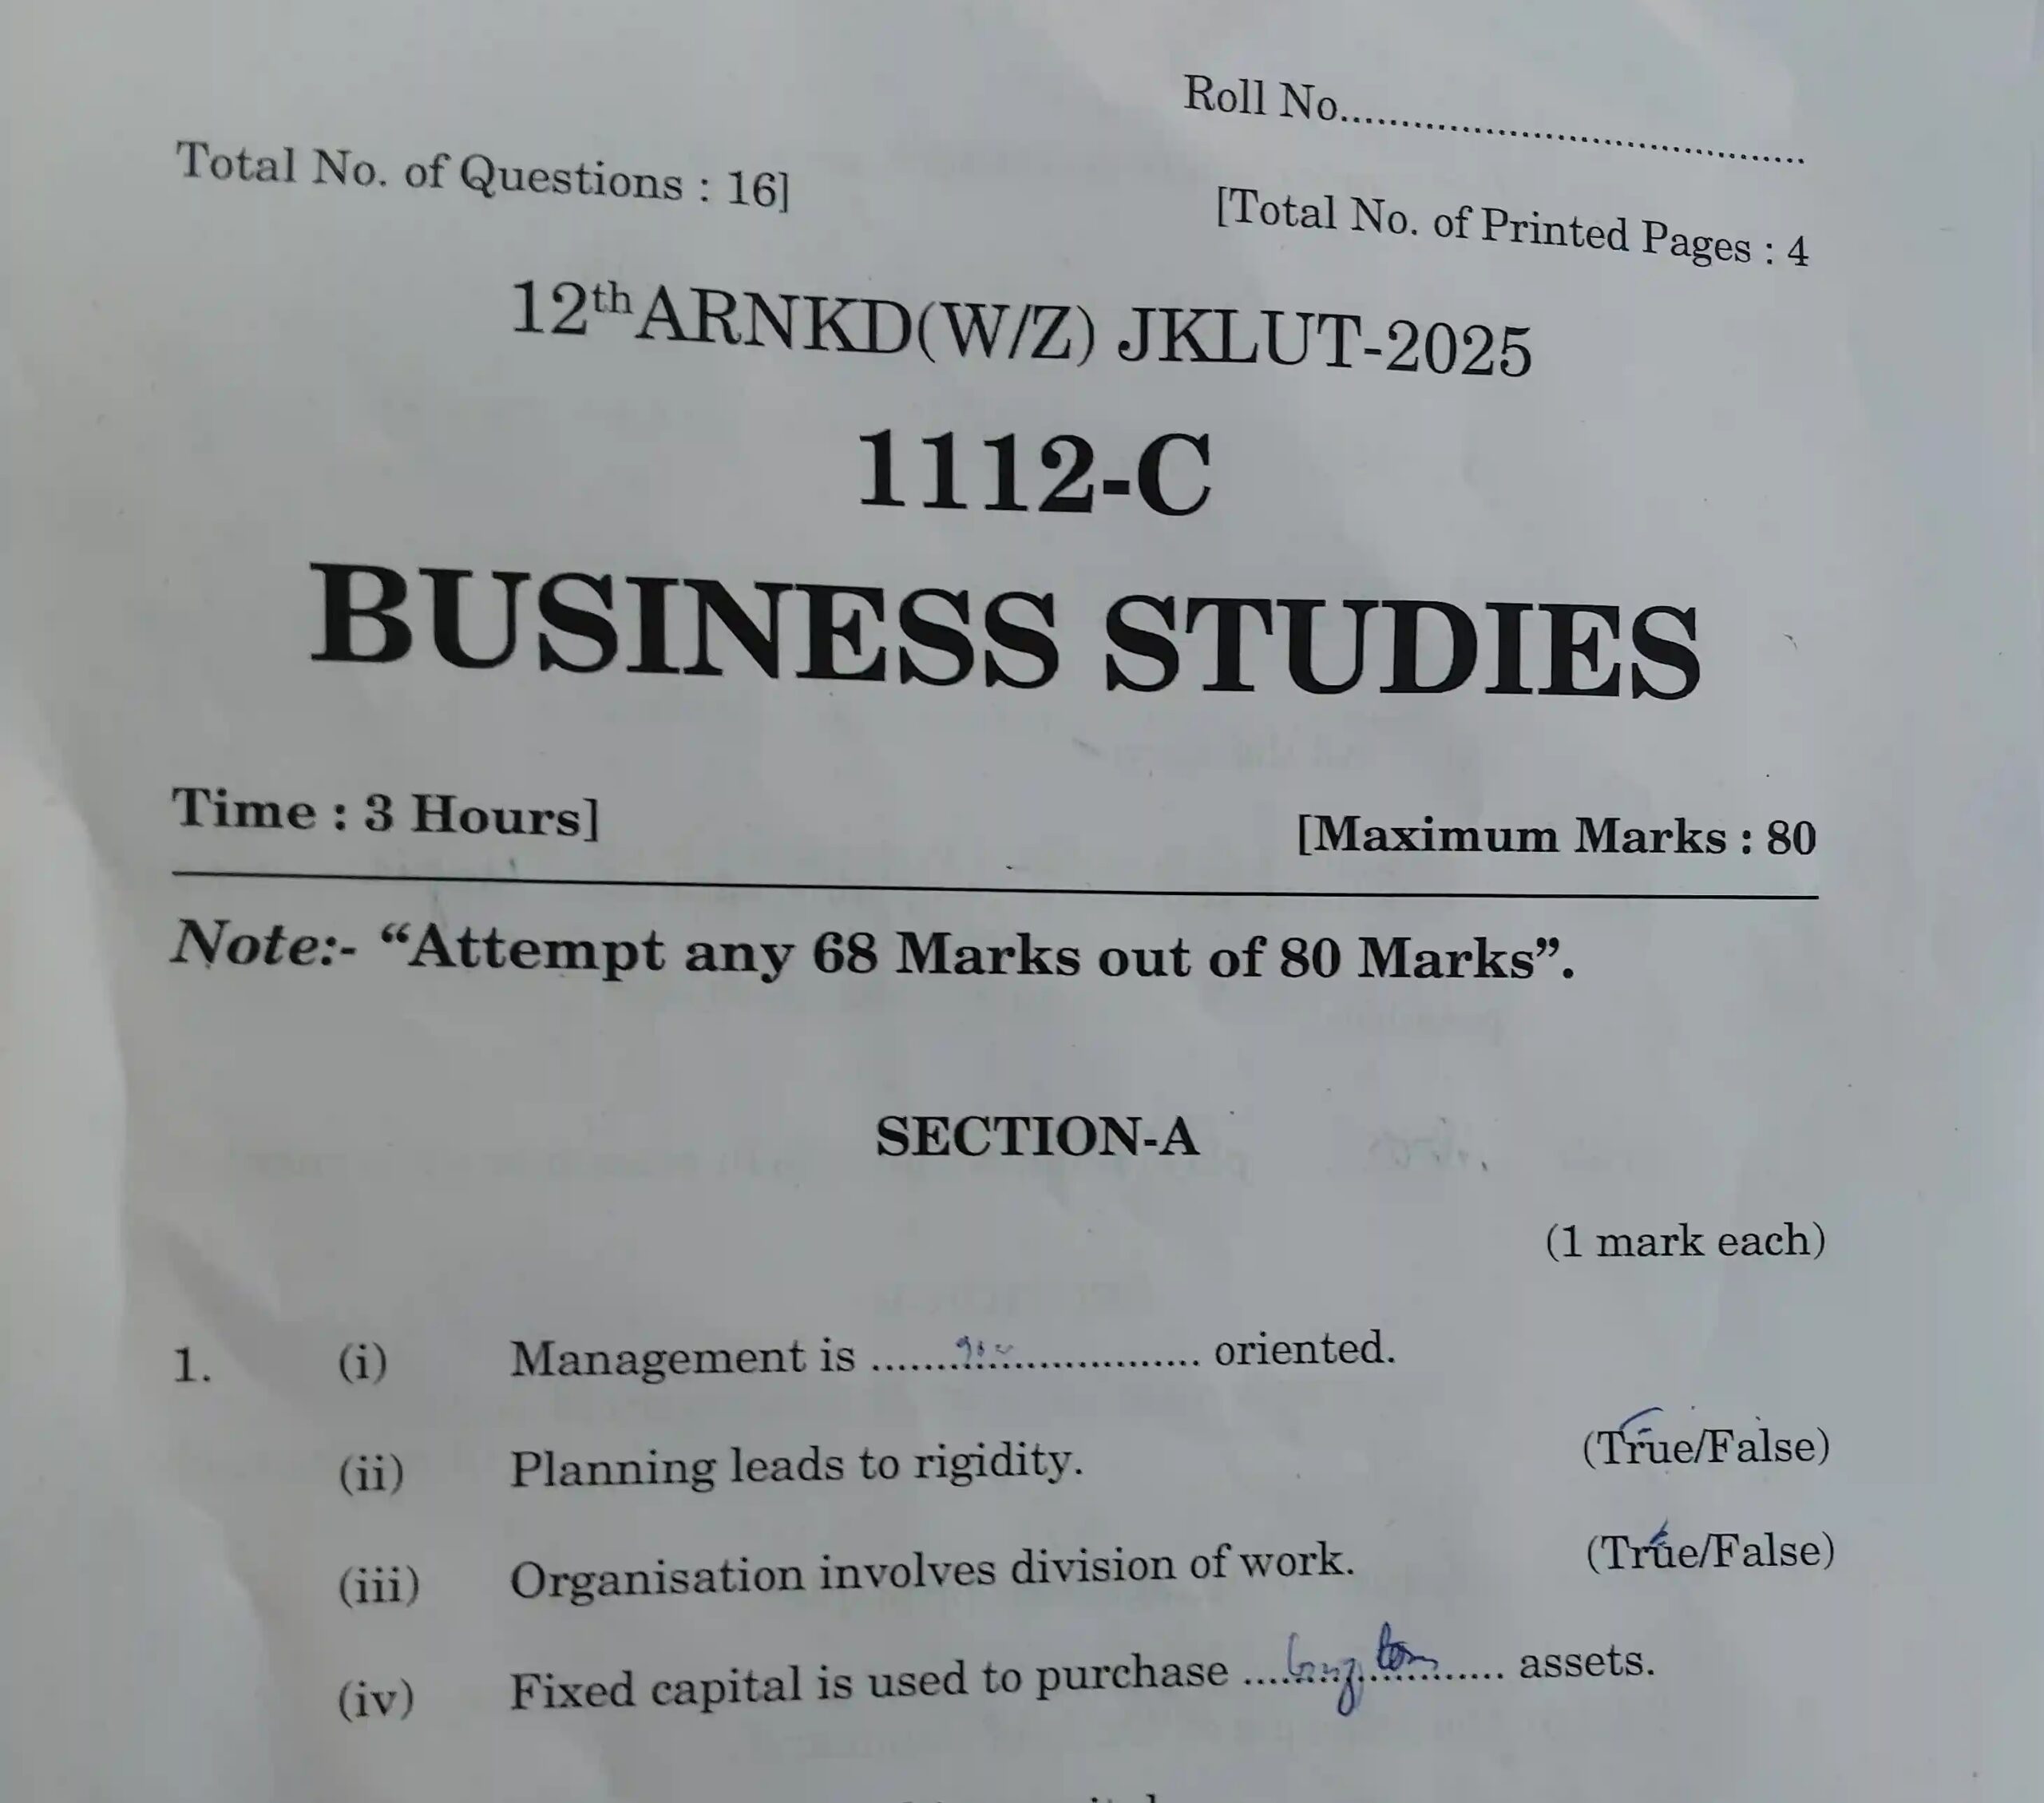 Roll No..........................................
Total No. of Questions : 16]
[Total No. of Printed Pages : 4
12th ARNKD(W/Z) JKLUT-2025
1112-C
BUSINESS STUDIES
Time : 3 Hours]
[Maximum Marks : 80
Note:- “Attempt any 68 Marks out of 80 Marks”.
SECTION-A
(1 mark each)
1. (i) Management is .............................. oriented.
(ii) Planning leads to rigidity. (True/False)
(iii) Organisation involves division of work. (True/False)
(iv) Fixed capital is used to purchase ....long........... assets.